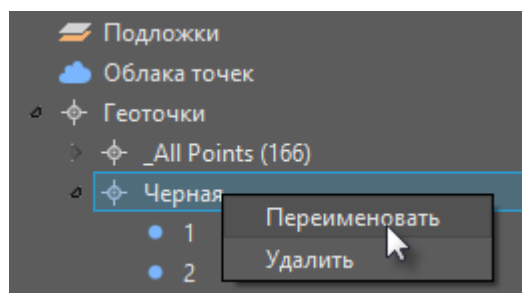 Подложки
Облака точек
Геоточки
_All Points (166)
Черная
Переименовать
1
Удалить
2